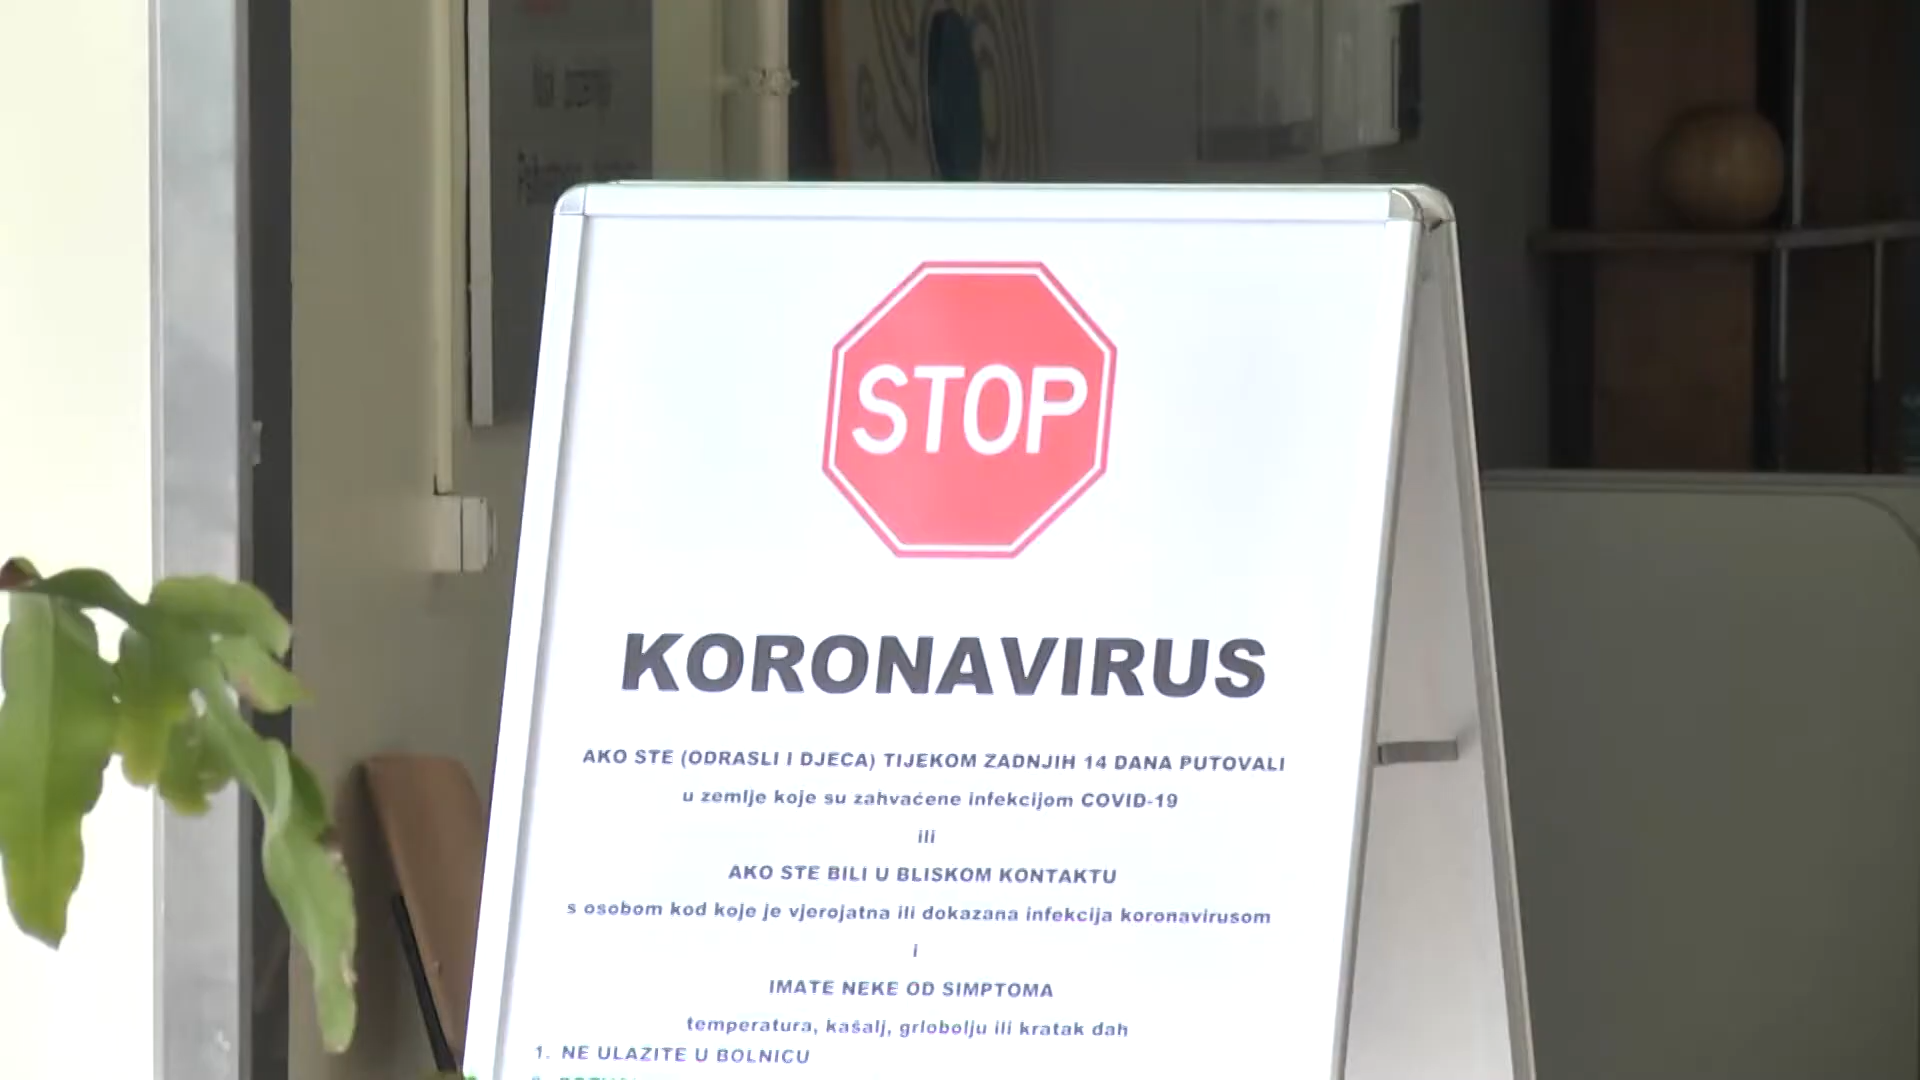 STOP
KORONAVIRUS
AKO STE (ODRASLI I DJECA) TIJEKOM ZADNJIH 14 DANA PUTOVALI
u zemlje koje su zahvaćene infekcijom COVID-19
ili
AKO STE BILI U BLISKOM KONTAKTU
s osobom kod koje je vjerojatna ili dokazana infekcija koronavirusom
i
IMATE NEKE OD SIMPTOMA
temperatura, kašalj, grlobolju ili kratak dah
1. NE ULAZITE U BOLNICU